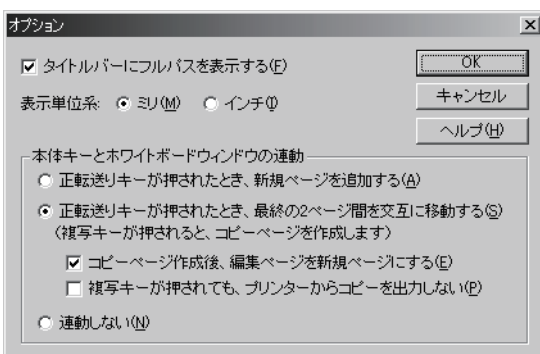 オプション
タイトルバーにフルパスを表示する(F)
OK
表示単位系: ミリ(M) インチ(I)
キャンセル
ヘルプ(H)
本体キーとホワイトボードウィンドウの連動
正転送りキーが押されたとき、新規ページを追加する(A)
正転送りキーが押されたとき、最終の2ページ間を交互に移動する(S)
(複写キーが押されると、コピーページを作成します)
コピーページ作成後、編集ページを新規ページにする(E)
複写キーが押されても、プリンターからコピーを出力しない(P)
連動しない(N)